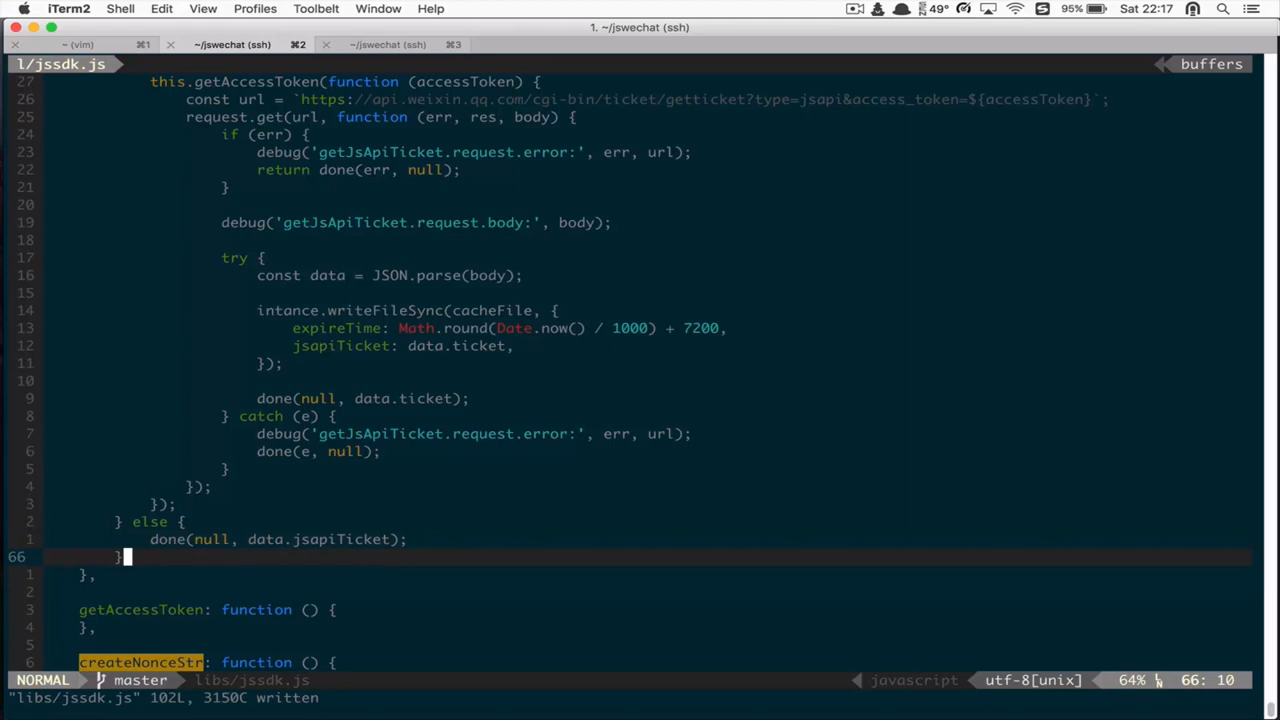 iTerm2 Shell Edit View Profiles Toolbelt Window Help 49° 95% Sat 22:17
1. ~/jswechat (ssh)
~ (vim) ⌘1 ~/jswechat (ssh) ⌘2 ~/jswechat (ssh) ⌘3
l/jssdk.js buffers
27 this.getAccessToken(function (accessToken) {
26 const url = `https://api.weixin.qq.com/cgi-bin/ticket/getticket?type=jsapi&access_token=${accessToken}`;
25 request.get(url, function (err, res, body) {
24 if (err) {
23 debug('getJsApiTicket.request.error:', err, url);
22 return done(err, null);
21 }
20
19 debug('getJsApiTicket.request.body:', body);
18
17 try {
16 const data = JSON.parse(body);
15
14 intance.writeFileSync(cacheFile, {
13 expireTime: Math.round(Date.now() / 1000) + 7200,
12 jsapiTicket: data.ticket,
11 });
10
9 done(null, data.ticket);
8 } catch (e) {
7 debug('getJsApiTicket.request.error:', err, url);
6 done(e, null);
5 }
4 });
3 });
2 } else {
1 done(null, data.jsapiTicket);
66 }
1 },
2
3 getAccessToken: function () {
4 },
5
6 createNonceStr: function () {
NORMAL master libs/jssdk.js javascript utf-8[unix] 64% 66: 10
"libs/jssdk.js" 102L, 3150C written